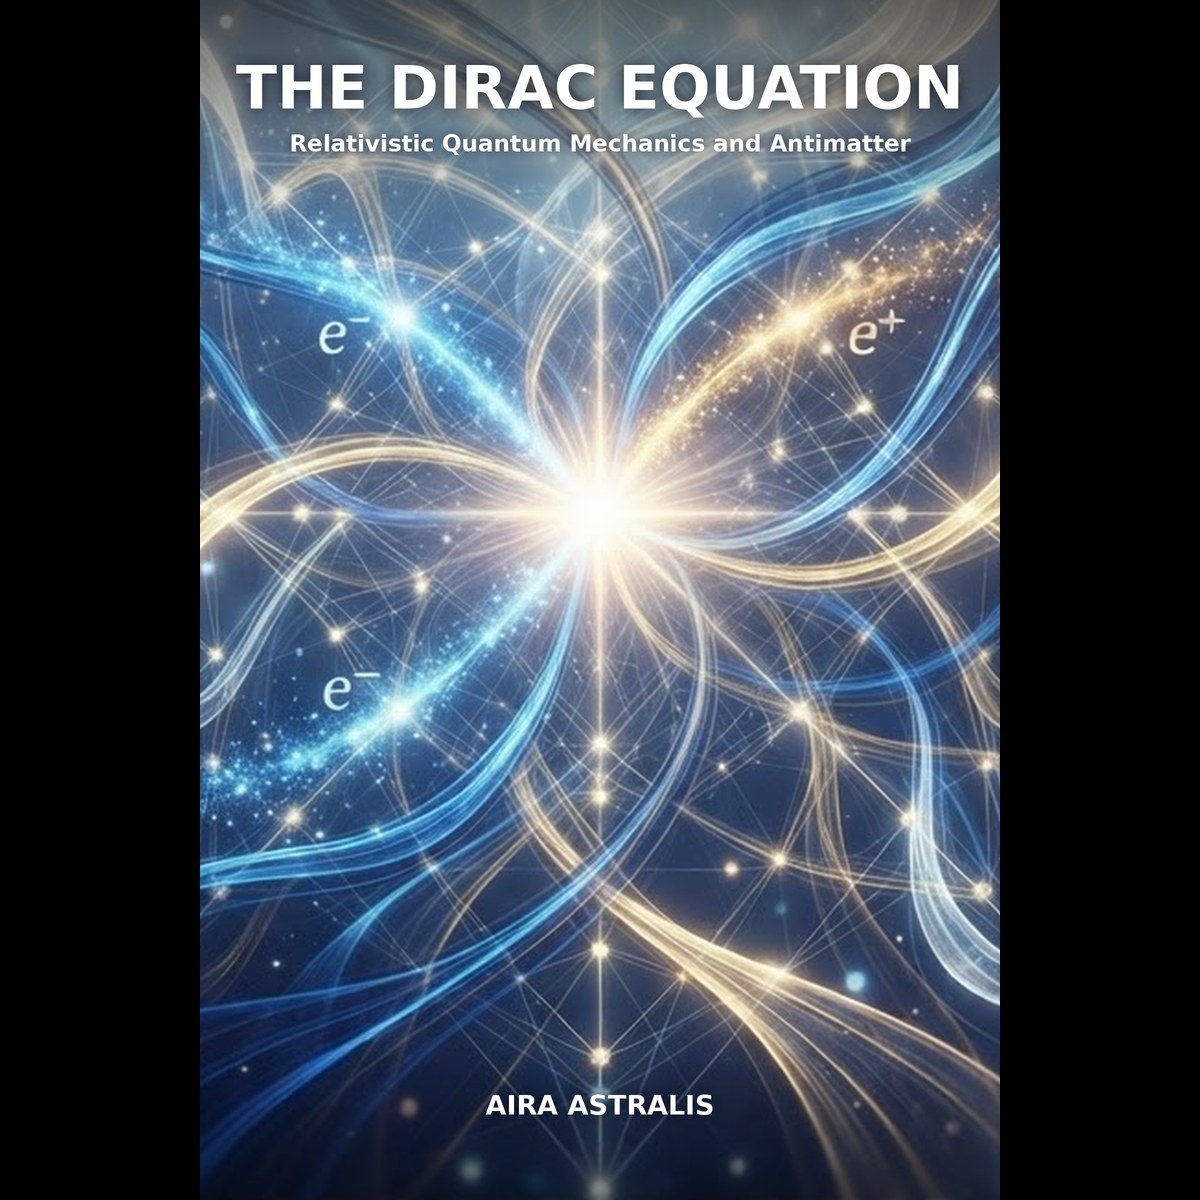 THE DIRAC EQUATION
Relativistic Quantum Mechanics and Antimatter
e⁻
e⁺
e⁻
AIRA ASTRALIS